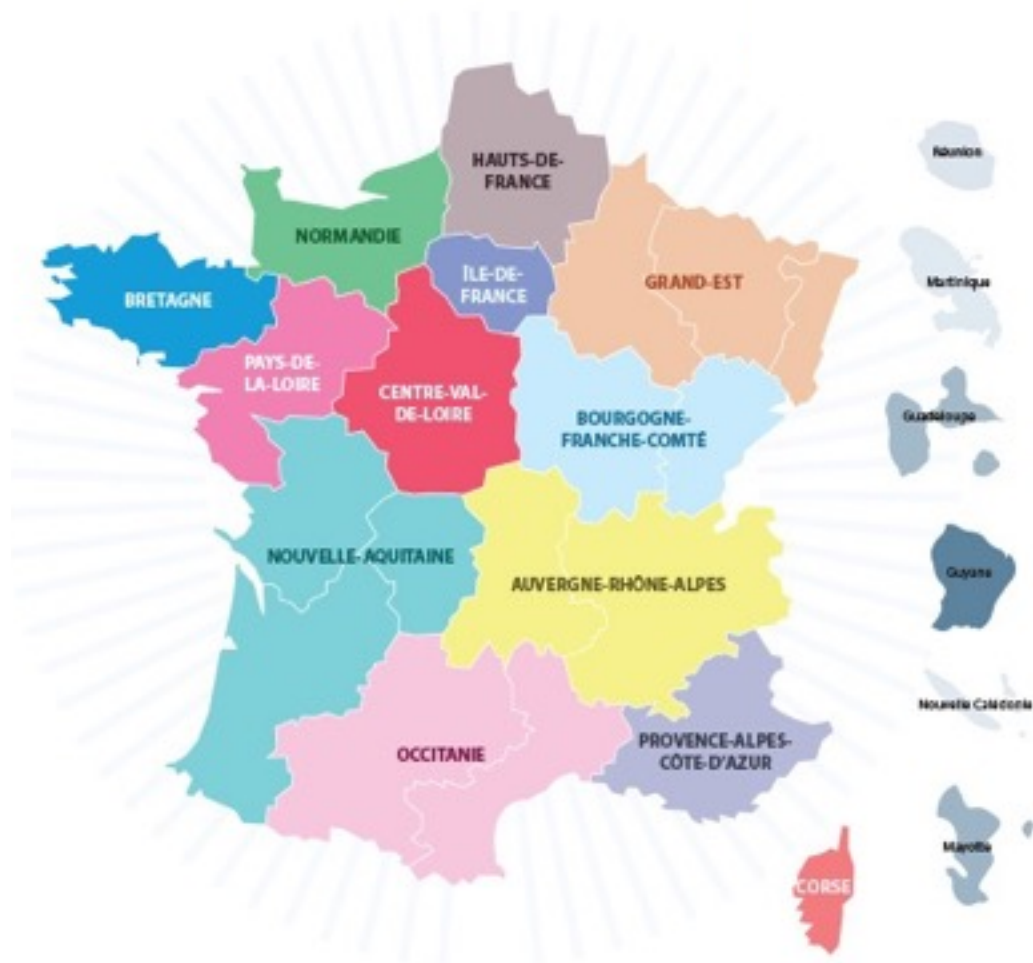 HAUTS-DE-
FRANCE
NORMANDIE
ÎLE-DE-
FRANCE
GRAND-EST
BRETAGNE
PAYS-DE-
LA-LOIRE
CENTRE-VAL-
DE-LOIRE
BOURGOGNE-
FRANCHE-COMTÉ
NOUVELLE-AQUITAINE
AUVERGNE-RHÔNE-ALPES
OCCITANIE
PROVENCE-ALPES-
CÔTE-D'AZUR
CORSE
Réunion
Martinique
Guadeloupe
Guyane
Nouvelle Calédonie
Mayotte